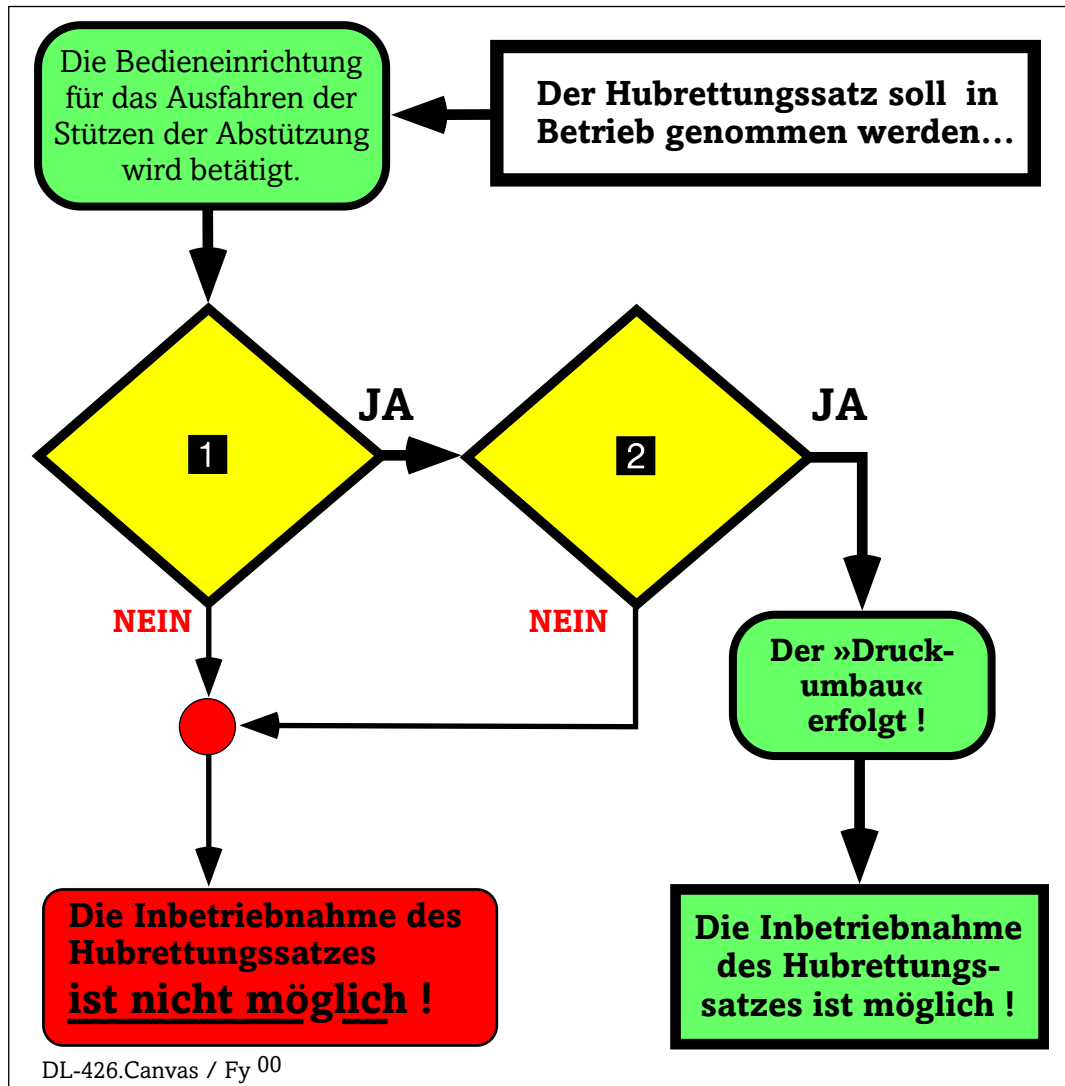 Der Hubrettungssatz soll in
Betrieb genommen werden...
Die Bedieneinrichtung
für das Ausfahren der
Stützen der Abstützung
wird betätigt.
1
JA
2
JA
NEIN
NEIN
Der »Druck-
umbau«
erfolgt !
Die Inbetriebnahme des
Hubrettungssatzes
ist nicht möglich !
Die Inbetriebnahme
des Hubrettungs-
satzes ist möglich !
DL-426.Canvas / Fy 00